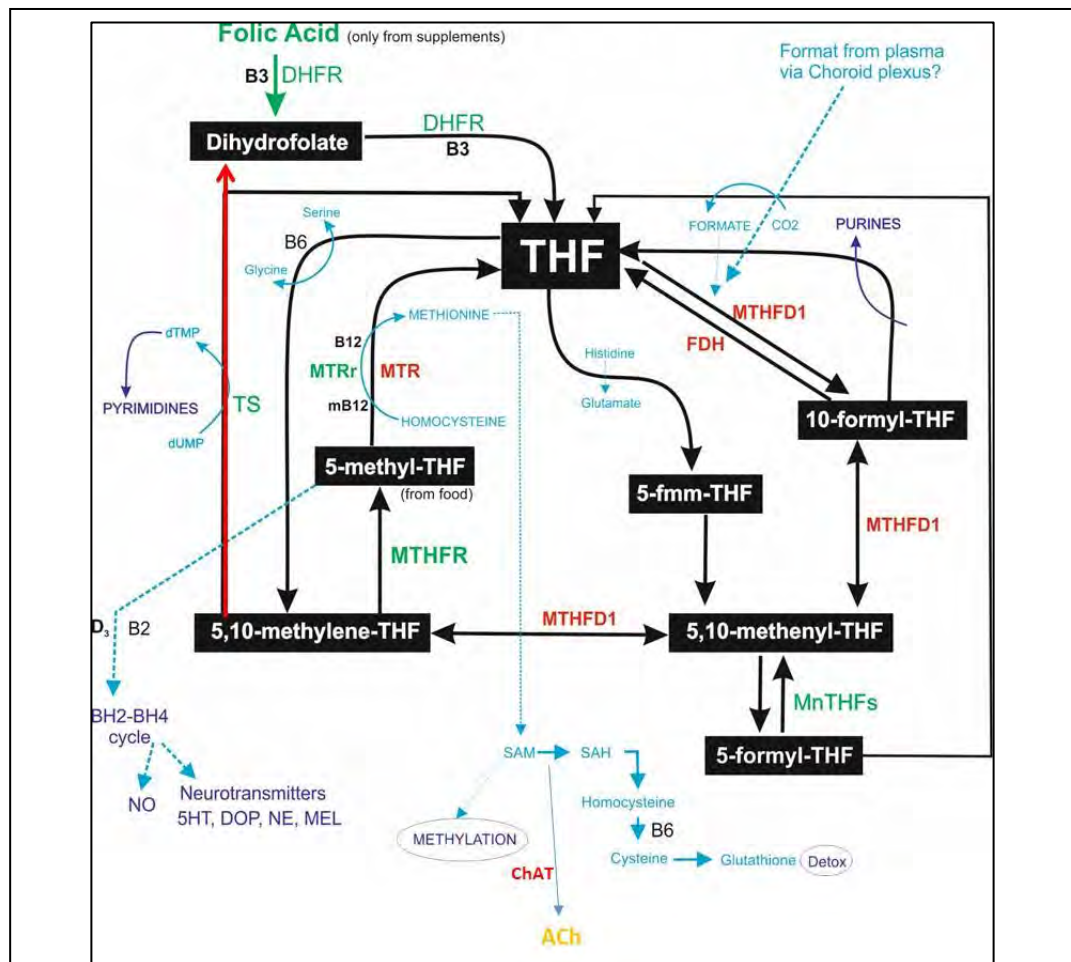 Folic Acid (only from supplements)
B3 DHFR
Format from plasma
via Choroid plexus?
Dihydrofolate
DHFR
B3
Serine
B6
Glycine
THF
FORMATE CO2
PURINES
MTHFD1
FDH
METHIONINE
B12
MTRr MTR
mB12
HOMOCYSTEINE
dTMP
PYRIMIDINES
TS
dUMP
Histidine
Glutamate
10-formyl-THF
5-methyl-THF
(from food)
5-fmm-THF
MTHFD1
MTHFR
D3 B2
5,10-methylene-THF
MTHFD1
5,10-methenyl-THF
MnTHFs
5-formyl-THF
BH2-BH4
cycle
NO
Neurotransmitters
5HT, DOP, NE, MEL
SAM
SAH
METHYLATION
Homocysteine
B6
Cysteine
Glutathione
Detox
ChAT
ACh